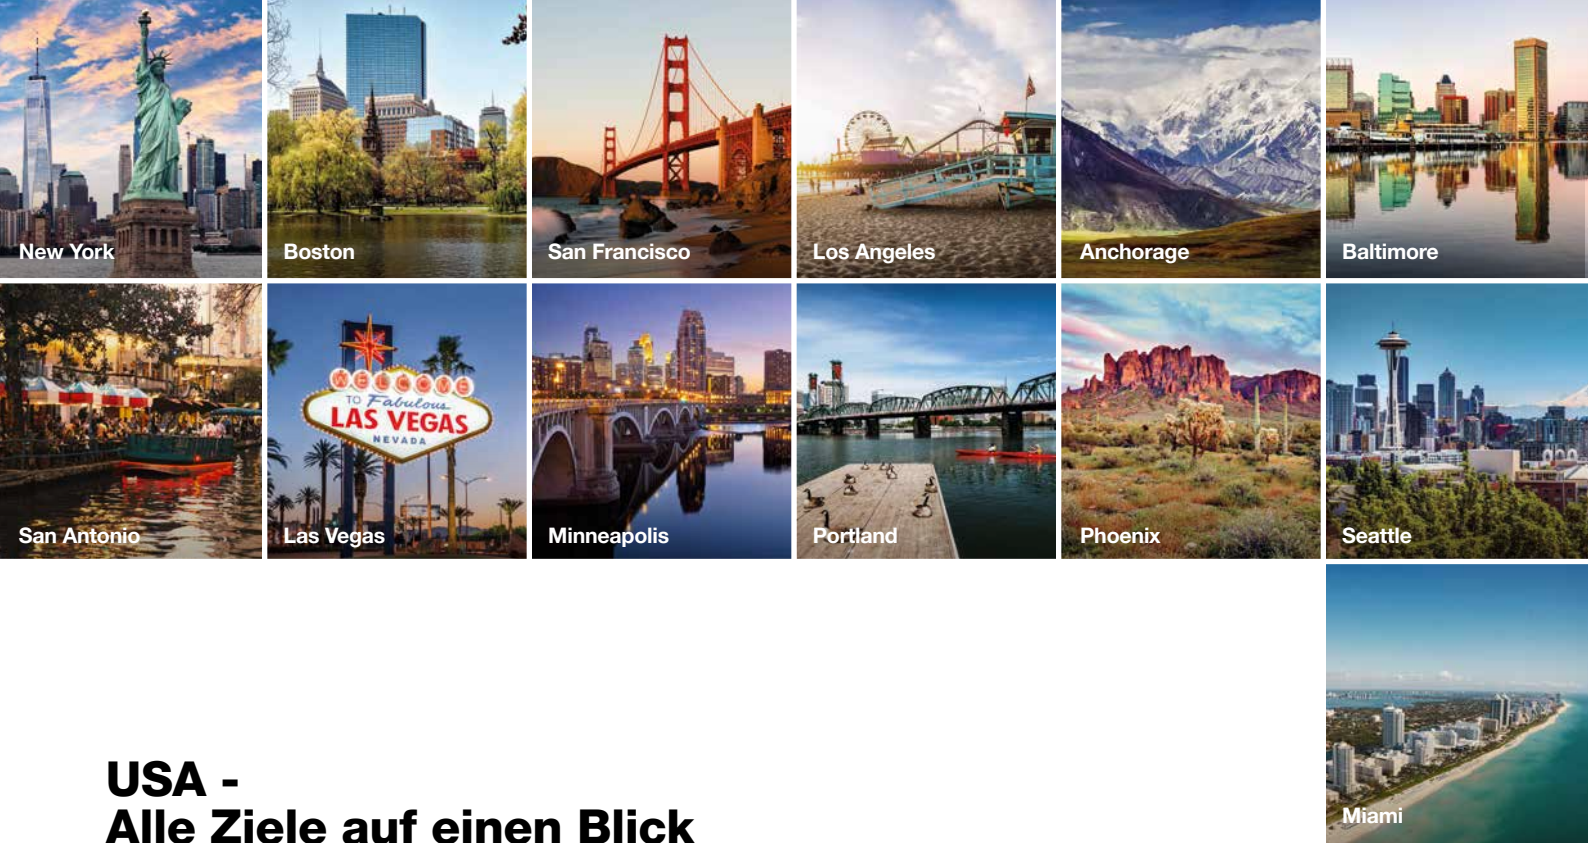 New York
Boston
San Francisco
Los Angeles
Anchorage
Baltimore
San Antonio
WELCOME
TO Fabulous
LAS VEGAS
NEVADA
Las Vegas
Minneapolis
Portland
Phoenix
Seattle
Miami
USA -
Alle Ziele auf einen Blick